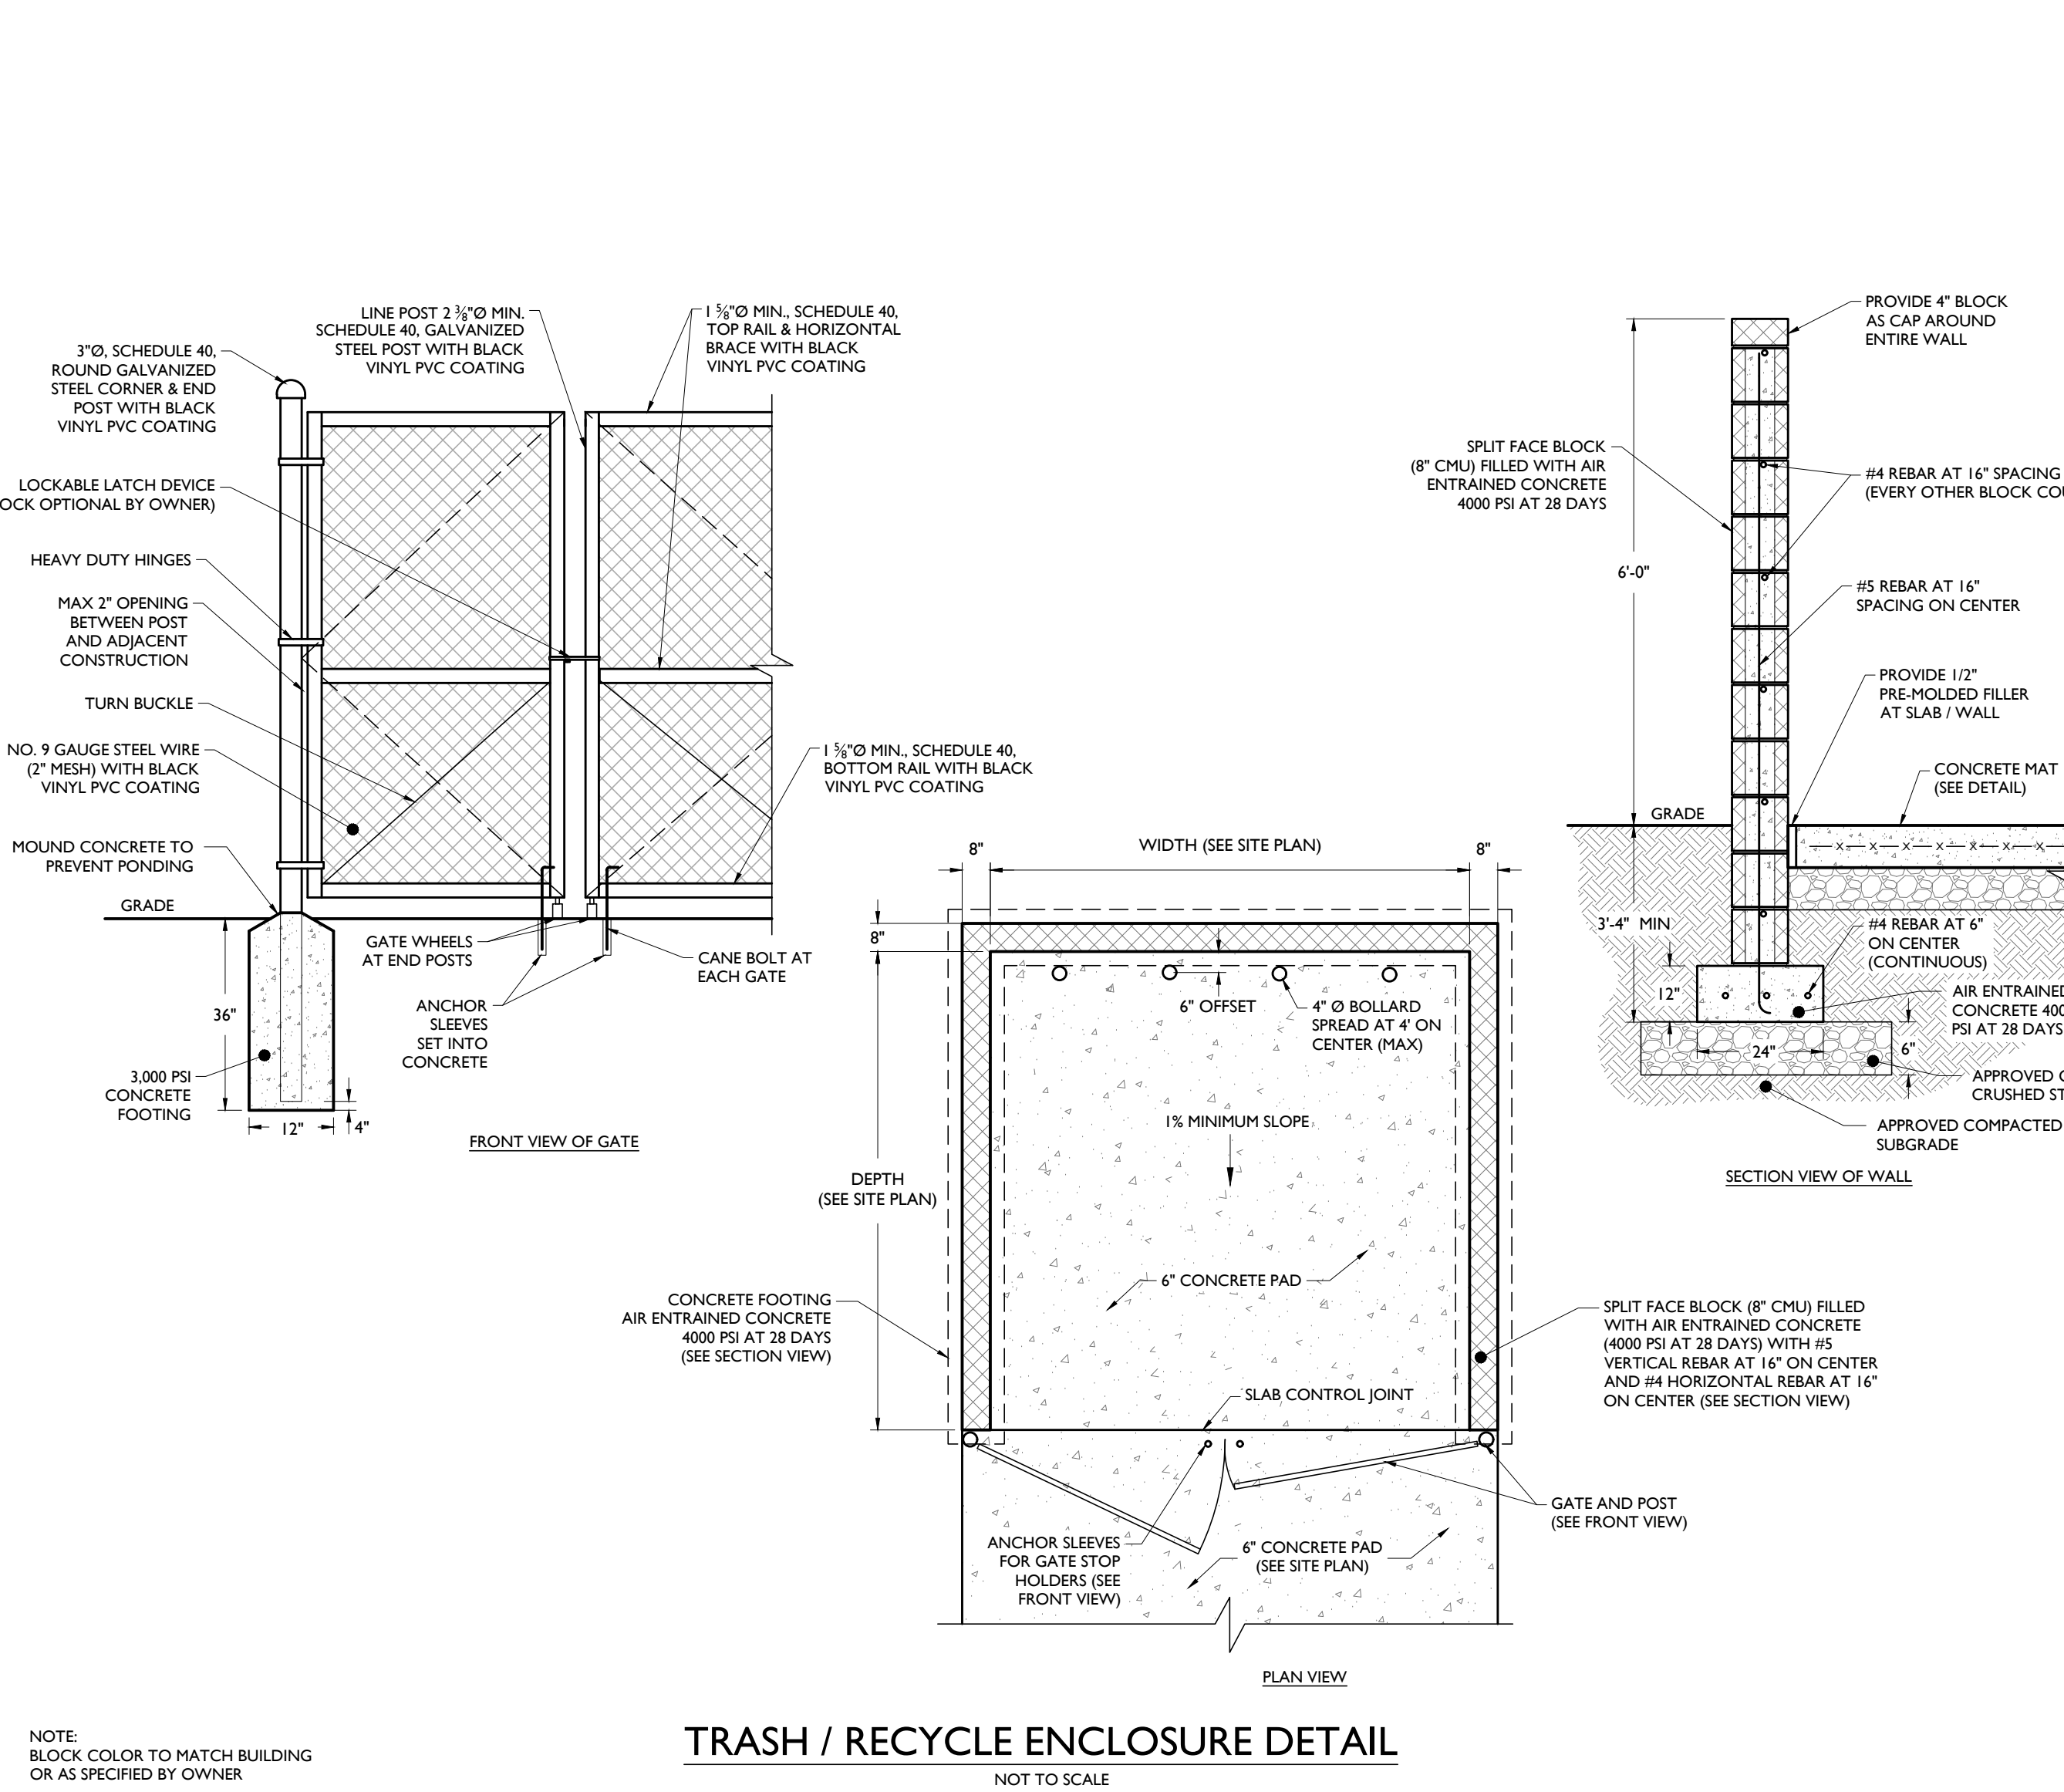 3"Ø, SCHEDULE 40,
ROUND GALVANIZED
STEEL CORNER & END
POST WITH BLACK
VINYL PVC COATING
LINE POST 2 ⅜"Ø MIN.
SCHEDULE 40, GALVANIZED
STEEL POST WITH BLACK
VINYL PVC COATING
1 ⅝"Ø MIN., SCHEDULE 40,
TOP RAIL & HORIZONTAL
BRACE WITH BLACK
VINYL PVC COATING
LOCKABLE LATCH DEVICE
OCK OPTIONAL BY OWNER)
HEAVY DUTY HINGES
MAX 2" OPENING
BETWEEN POST
AND ADJACENT
CONSTRUCTION
TURN BUCKLE
NO. 9 GAUGE STEEL WIRE
(2" MESH) WITH BLACK
VINYL PVC COATING
1 ⅝"Ø MIN., SCHEDULE 40,
BOTTOM RAIL WITH BLACK
VINYL PVC COATING
MOUND CONCRETE TO
PREVENT PONDING
GRADE
GATE WHEELS
AT END POSTS
CANE BOLT AT
EACH GATE
ANCHOR
SLEEVES
SET INTO
CONCRETE
36"
3,000 PSI
CONCRETE
FOOTING
12"
4"
FRONT VIEW OF GATE
8"
WIDTH (SEE SITE PLAN)
8"
8"
6" OFFSET
4" Ø BOLLARD
SPREAD AT 4' ON
CENTER (MAX)
1% MINIMUM SLOPE
DEPTH
(SEE SITE PLAN)
6" CONCRETE PAD
CONCRETE FOOTING
AIR ENTRAINED CONCRETE
4000 PSI AT 28 DAYS
(SEE SECTION VIEW)
SPLIT FACE BLOCK (8" CMU) FILLED
WITH AIR ENTRAINED CONCRETE
(4000 PSI AT 28 DAYS) WITH #5
VERTICAL REBAR AT 16" ON CENTER
AND #4 HORIZONTAL REBAR AT 16"
ON CENTER (SEE SECTION VIEW)
SLAB CONTROL JOINT
GATE AND POST
(SEE FRONT VIEW)
ANCHOR SLEEVES
FOR GATE STOP
HOLDERS (SEE
FRONT VIEW)
6" CONCRETE PAD
(SEE SITE PLAN)
PLAN VIEW
PROVIDE 4" BLOCK
AS CAP AROUND
ENTIRE WALL
SPLIT FACE BLOCK
(8" CMU) FILLED WITH AIR
ENTRAINED CONCRETE
4000 PSI AT 28 DAYS
#4 REBAR AT 16" SPACING
(EVERY OTHER BLOCK COU
6'-0"
#5 REBAR AT 16"
SPACING ON CENTER
PROVIDE 1/2"
PRE-MOLDED FILLER
AT SLAB / WALL
CONCRETE MAT
(SEE DETAIL)
GRADE
x x x x x x x
3'-4" MIN
#4 REBAR AT 6"
ON CENTER
(CONTINUOUS)
12"
AIR ENTRAINED
CONCRETE 400
PSI AT 28 DAYS
24"
6"
APPROVED C
CRUSHED ST
APPROVED COMPACTED
SUBGRADE
SECTION VIEW OF WALL
NOTE:
BLOCK COLOR TO MATCH BUILDING
OR AS SPECIFIED BY OWNER
TRASH / RECYCLE ENCLOSURE DETAIL
NOT TO SCALE